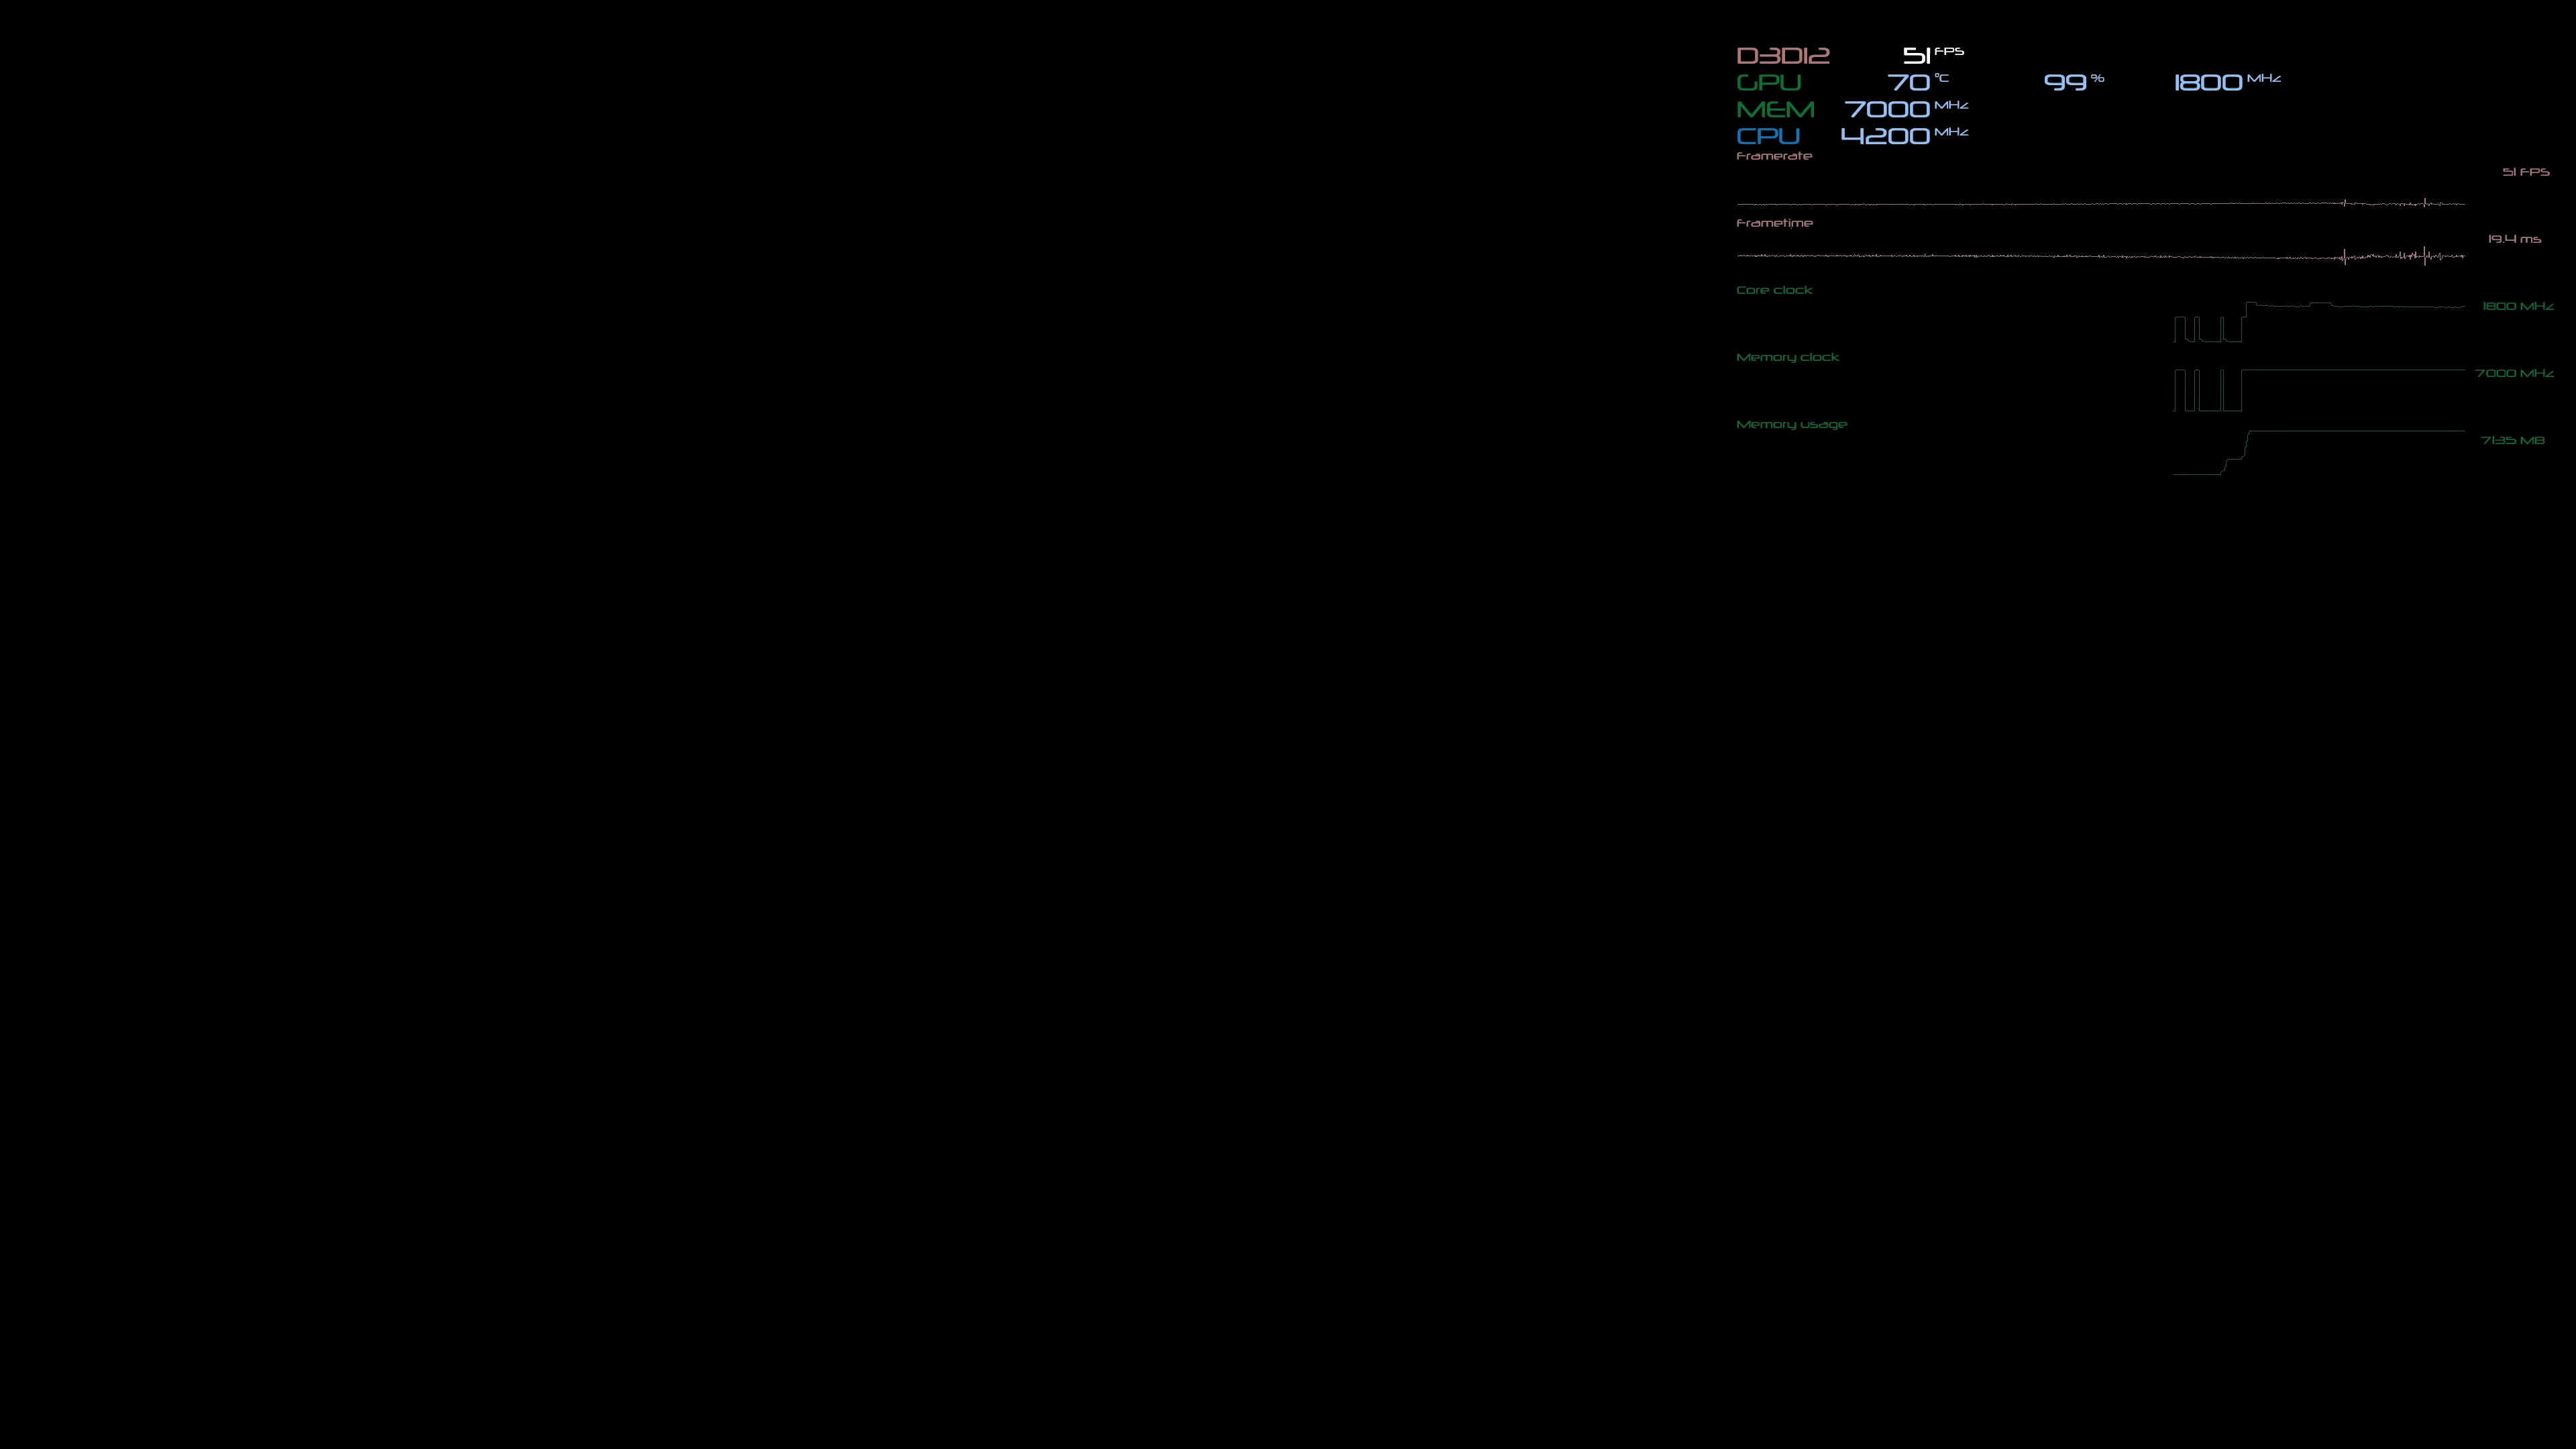 D3D12 51 FPS
GPU 70 °C 99 % 1800 MHz
MEM 7000 MHz
CPU 4200 MHz
Framerate
51 FPS
Frametime
19.4 ms
Core clock
1800 MHz
Memory clock
7000 MHz
Memory usage
7135 MB